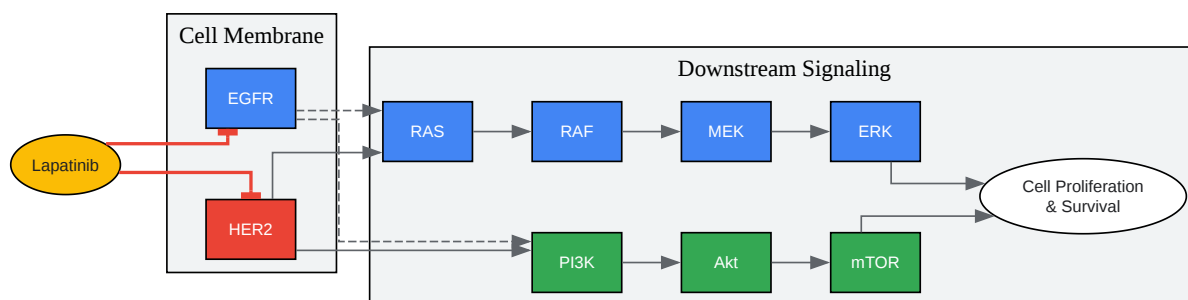 Cell Membrane
Downstream Signaling
EGFR
RAS
RAF
MEK
ERK
Lapatinib
Cell Proliferation
& Survival
HER2
PI3K
Akt
mTOR